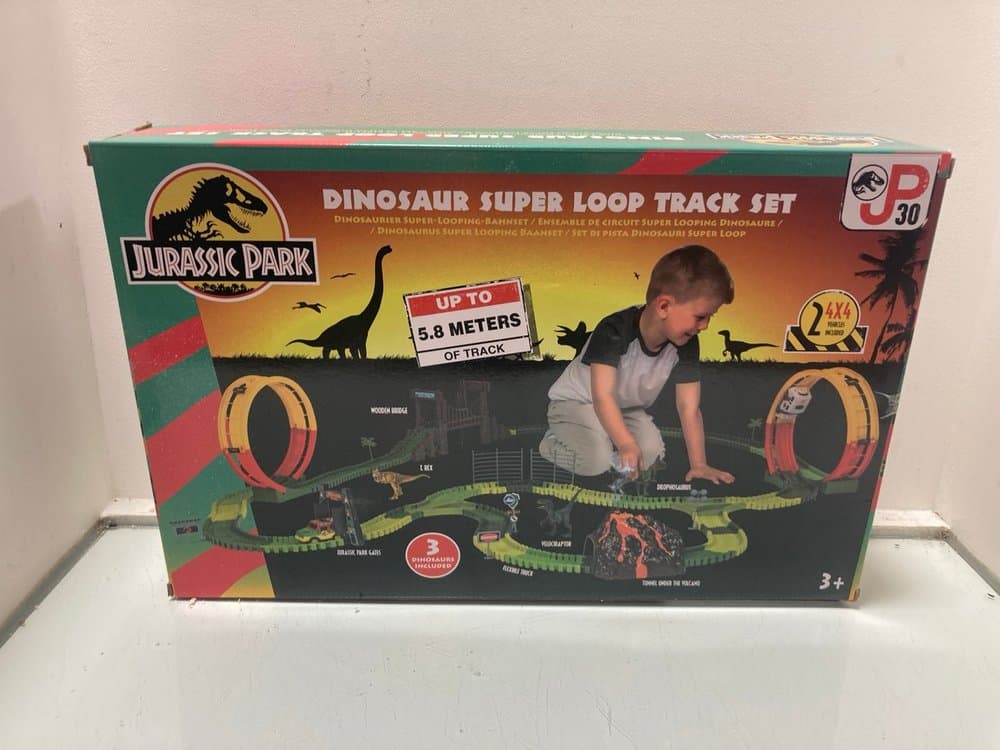 JURASSIC PARK
DINOSAUR SUPER LOOP TRACK SET
DINOSAURIER SUPER-LOOPING-BAHNSET / ENSEMBLE DE CIRCUIT SUPER LOOPING DINOSAURE /
/ DINOSAURUS SUPER LOOPING BAANSET / SET DI PISTA DINOSAURI SUPER LOOP
JP
30
UP TO
5.8 METERS
OF TRACK
2 4X4
VEHICLES
INCLUDED
WOODEN BRIDGE
T. REX
DILOPHOSAURUS
JURASSIC PARK GATES
3
DINOSAURS
INCLUDED
VELOCIRAPTOR
FLEXIBLE TRACK
TUNNEL UNDER THE VOLCANO
3+